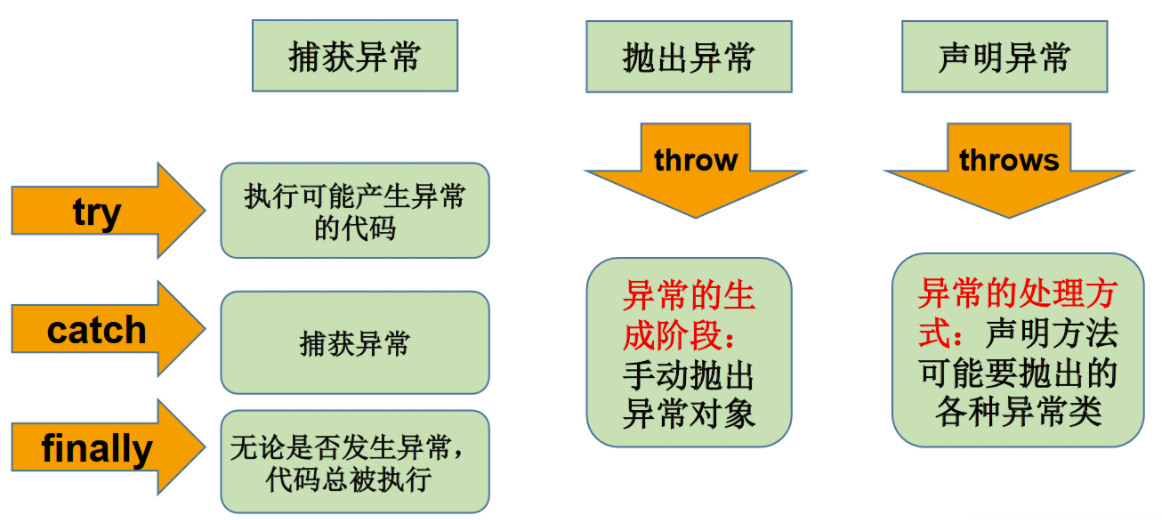 捕获异常
try
执行可能产生异常
的代码
catch
捕获异常
finally
无论是否发生异常，
代码总被执行
抛出异常
throw
异常的生
成阶段：
手动抛出
异常对象
声明异常
throws
异常的处理方
式：声明方法
可能要抛出的
各种异常类